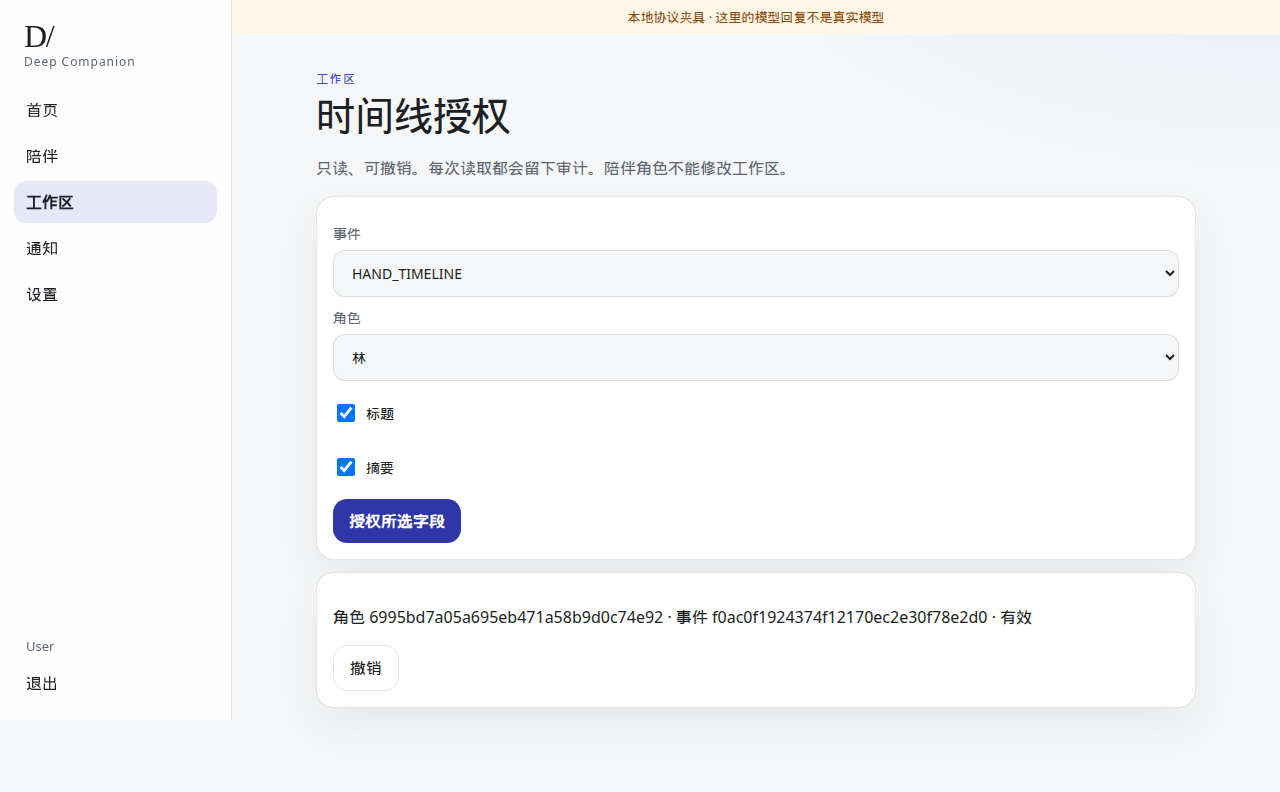 D/
Deep Companion
首页
陪伴
工作区
通知
设置
User
退出
本地协议夹具 · 这里的模型回复不是真实模型
工作区
时间线授权
只读、可撤销。每次读取都会留下审计。陪伴角色不能修改工作区。
事件
HAND_TIMELINE
角色
林
标题
摘要
授权所选字段
角色 6995bd7a05a695eb471a58b9d0c74e92 · 事件 f0ac0f1924374f12170ec2e30f78e2d0 · 有效
撤销